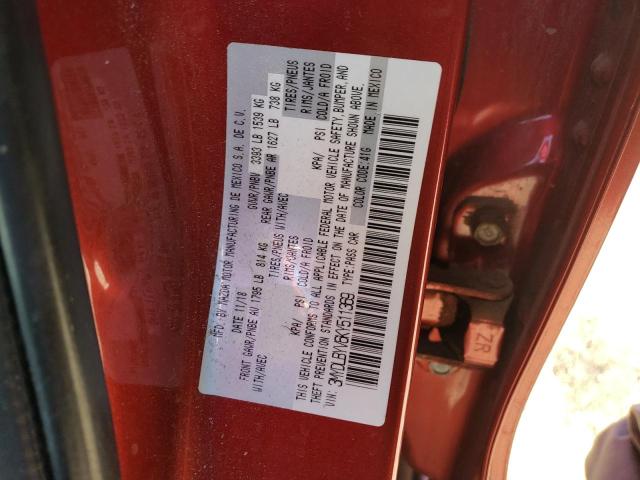 MFD. BY MAZDA MOTOR MANUFACTURING DE MEXICO S.A. DE C.V.
DATE 11/18 GVWR/PNBV 3393 LB 1539 KG
FRONT GAWR/PNBE AV 1795 LB 814 KG REAR GAWR/PNBE AR 1627 LB 738 KG
WITH/AVEC TIRES/PNEUS WITH/AVEC TIRES/PNEUS
RIMS/JANTES RIMS/JANTES
KPA/ PSI COLD/A FROID KPA/ PSI COLD/A FROID
THIS VEHICLE CONFORMS TO ALL APPLICABLE FEDERAL MOTOR VEHICLE SAFETY, BUMPER, AND
THEFT PREVENTION STANDARDS IN EFFECT ON THE DATE OF MANUFACTURE SHOWN ABOVE.
VIN: TYPE:PASS CAR COLOR CODE:41G MADE IN MEXICO
ZR